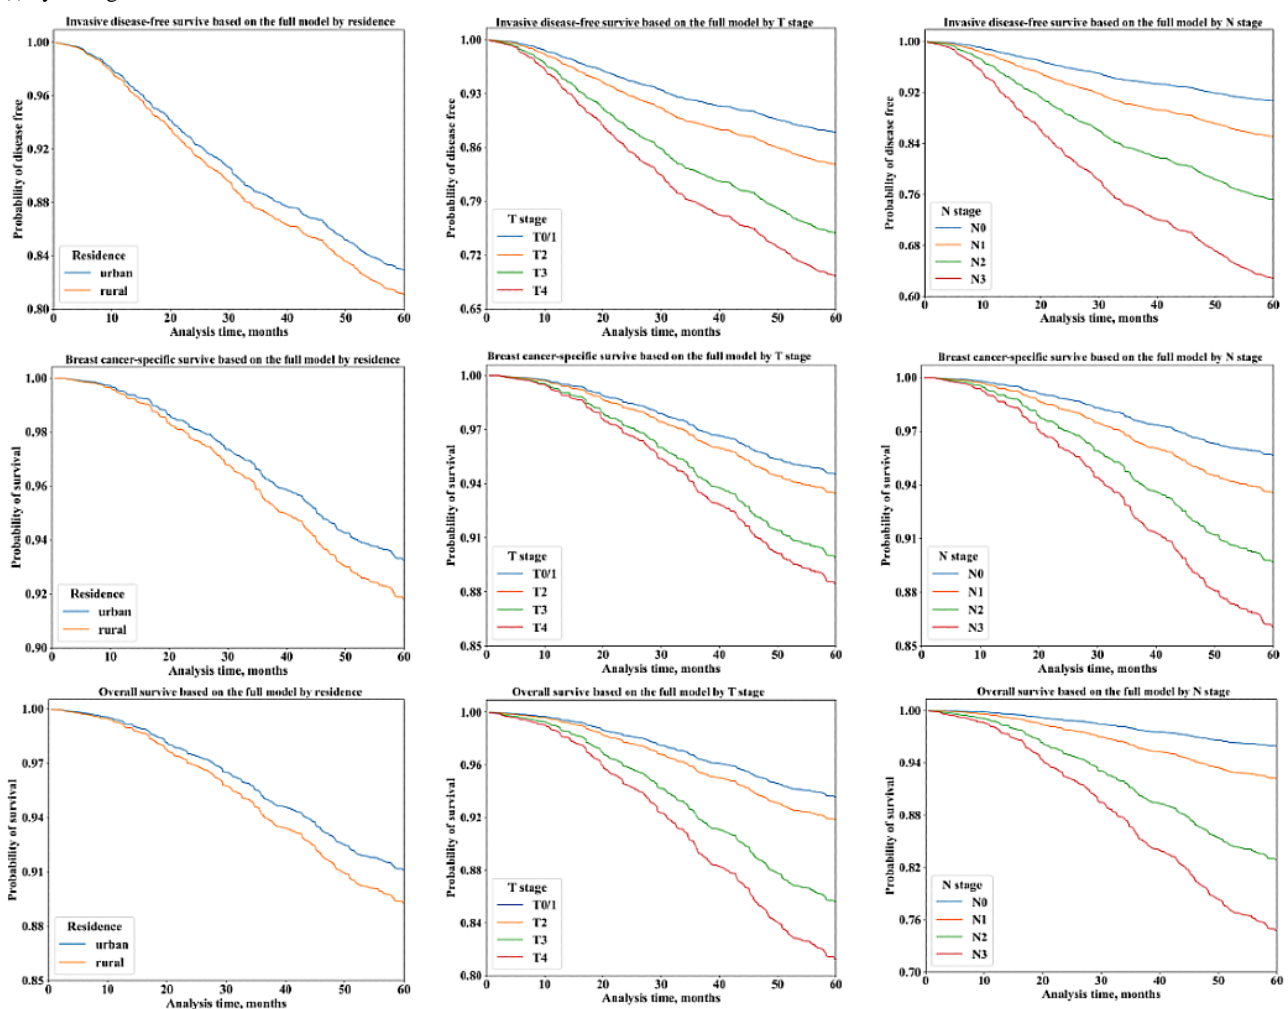 Invasive disease-free survive based on the full model by residence
1.00
0.96
0.92
0.88
0.84
0.80
Probability of disease free
Residence
urban
rural
0 10 20 30 40 50 60
Analysis time, months
Invasive disease-free survive based on the full model by T stage
1.00
0.93
0.86
0.79
0.72
0.65
Probability of disease free
T stage
T0/1
T2
T3
T4
0 10 20 30 40 50 60
Analysis time, months
Invasive disease-free survive based on the full model by N stage
1.00
0.92
0.84
0.76
0.68
0.60
Probability of disease free
N stage
N0
N1
N2
N3
0 10 20 30 40 50 60
Analysis time, months
Breast cancer-specific survive based on the full model by residence
1.00
0.98
0.96
0.94
0.92
0.90
Probability of survival
Residence
urban
rural
0 10 20 30 40 50 60
Analysis time, months
Breast cancer-specific survive based on the full model by T stage
1.00
0.97
0.94
0.91
0.88
0.85
Probability of survival
T stage
T0/1
T2
T3
T4
0 10 20 30 40 50 60
Analysis time, months
Breast cancer-specific survive based on the full model by N stage
1.00
0.97
0.94
0.91
0.88
0.85
Probability of survival
N stage
N0
N1
N2
N3
0 10 20 30 40 50 60
Analysis time, months
Overall survive based on the full model by residence
1.00
0.97
0.94
0.91
0.88
0.85
Probability of survival
Residence
urban
rural
0 10 20 30 40 50 60
Analysis time, months
Overall survive based on the full model by T stage
1.00
0.96
0.92
0.88
0.84
0.80
Probability of survival
T stage
T0/1
T2
T3
T4
0 10 20 30 40 50 60
Analysis time, months
Overall survive based on the full model by N stage
1.00
0.94
0.88
0.82
0.76
0.70
Probability of survival
N stage
N0
N1
N2
N3
0 10 20 30 40 50 60
Analysis time, months